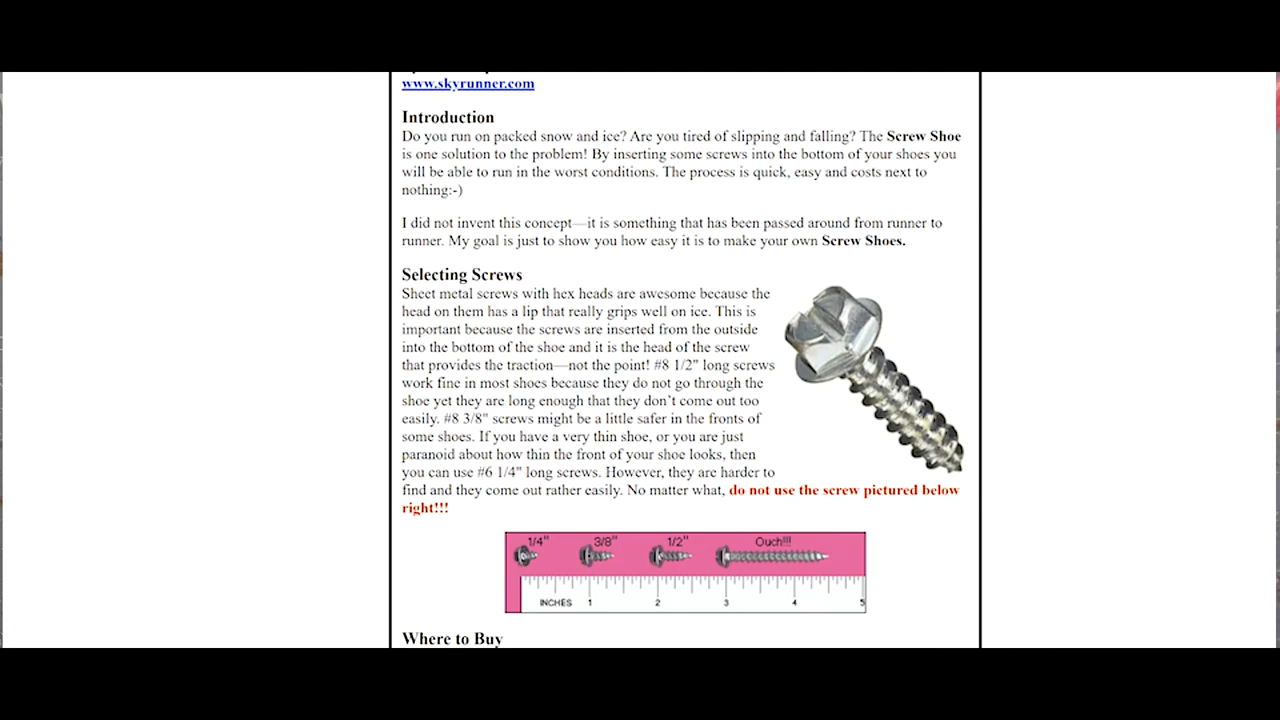 www.skyrunner.com
Introduction
Do you run on packed snow and ice? Are you tired of slipping and falling? The Screw Shoe
is one solution to the problem! By inserting some screws into the bottom of your shoes you
will be able to run in the worst conditions. The process is quick, easy and costs next to
nothing:-)
I did not invent this concept—it is something that has been passed around from runner to
runner. My goal is just to show you how easy it is to make your own Screw Shoes.
Selecting Screws
Sheet metal screws with hex heads are awesome because the
head on them has a lip that really grips well on ice. This is
important because the screws are inserted from the outside
into the bottom of the shoe and it is the head of the screw
that provides the traction—not the point! #8 1/2" long screws
work fine in most shoes because they do not go through the
shoe yet they are long enough that they don't come out too
easily. #8 3/8" screws might be a little safer in the fronts of
some shoes. If you have a very thin shoe, or you are just
paranoid about how thin the front of your shoe looks, then
you can use #6 1/4" long screws. However, they are harder to
find and they come out rather easily. No matter what, do not use the screw pictured below
right!!!
1/4" 3/8" 1/2" Ouch!!!
INCHES 1 2 3 4 5
Where to Buy